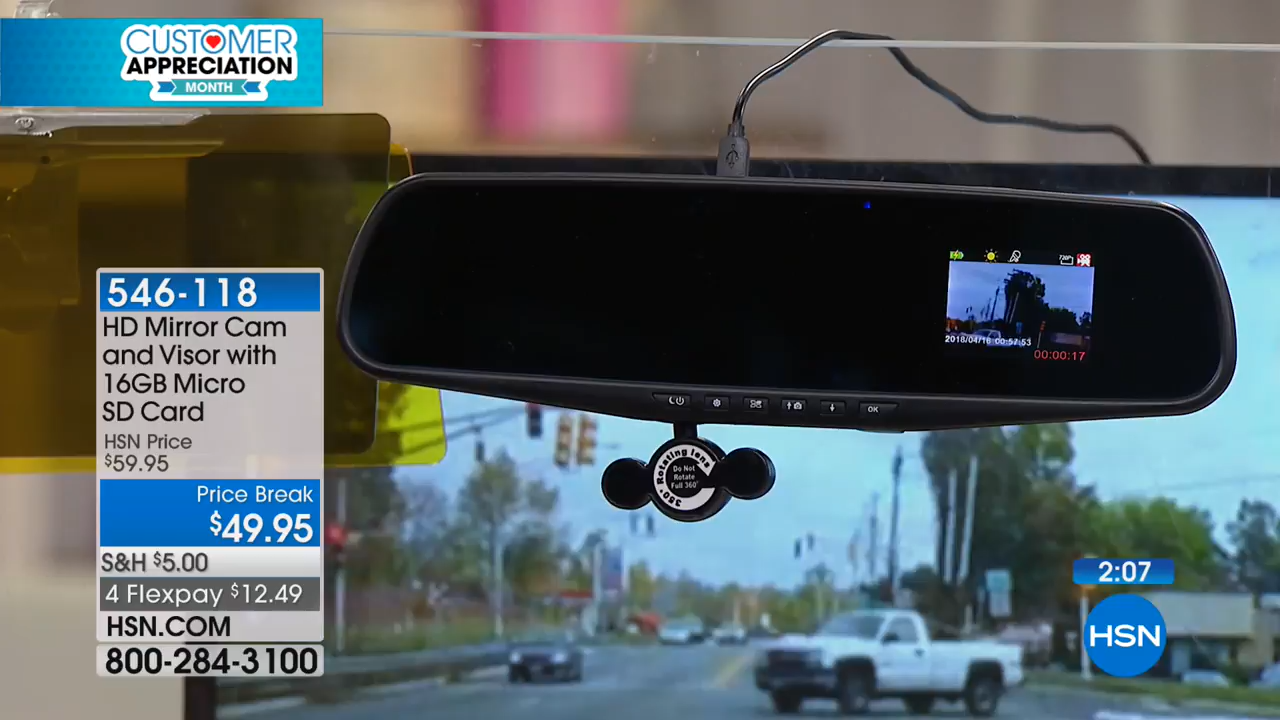 CUSTOMER
APPRECIATION
MONTH
546-118
HD Mirror Cam
and Visor with
16GB Micro
SD Card
HSN Price
$59.95
Price Break
$49.95
S&H $5.00
4 Flexpay $12.49
HSN.COM
800-284-3100
720P
2018/04/16 00:57:53
00:00:17
OK
350° Rotating lens
Do Not
Rotate
Full 360°
2:07
HSN